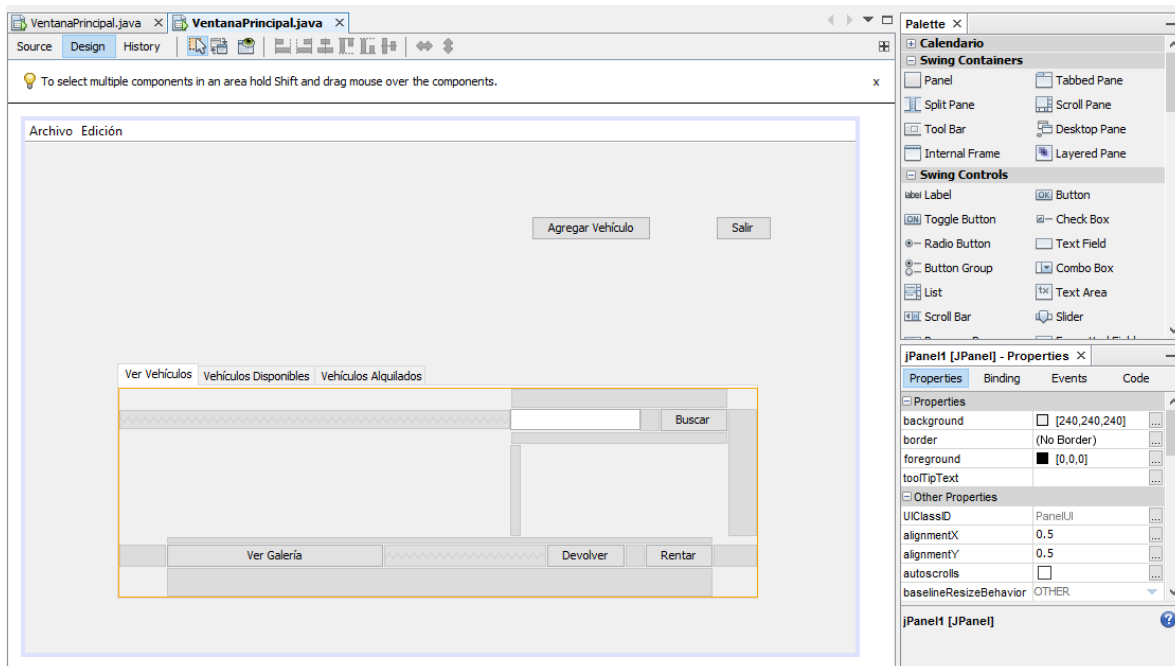 VentanaPrincipal.java VentanaPrincipal.java
Source Design History
To select multiple components in an area hold Shift and drag mouse over the components. x
Archivo Edición
Agregar Vehículo Salir
Ver Vehículos Vehículos Disponibles Vehículos Alquilados
Buscar
Ver Galería Devolver Rentar
Palette
Calendario
Swing Containers
Panel Tabbed Pane
Split Pane Scroll Pane
Tool Bar Desktop Pane
Internal Frame Layered Pane
Swing Controls
label Label OK Button
ON Toggle Button Check Box
Radio Button Text Field
Button Group Combo Box
List Text Area
Scroll Bar Slider
jPanel1 [JPanel] - Properties
Properties Binding Events Code
Properties
background [240,240,240] ...
border (No Border) ...
foreground [0,0,0] ...
toolTipText ...
Other Properties
UIClassID PanelUI ...
alignmentX 0.5 ...
alignmentY 0.5 ...
autoscrolls ...
baselineResizeBehavior OTHER
jPanel1 [JPanel] ?